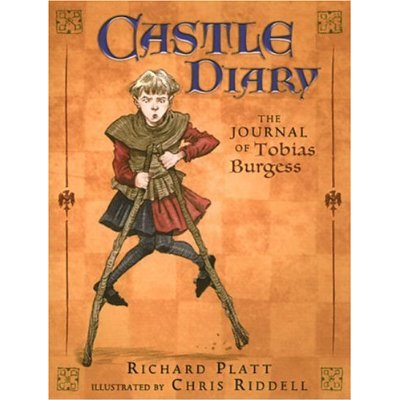 CASTLE
DIARY
THE
JOURNAL
OF Tobias
Burgess
RICHARD PLATT
ILLUSTRATED BY CHRIS RIDDELL